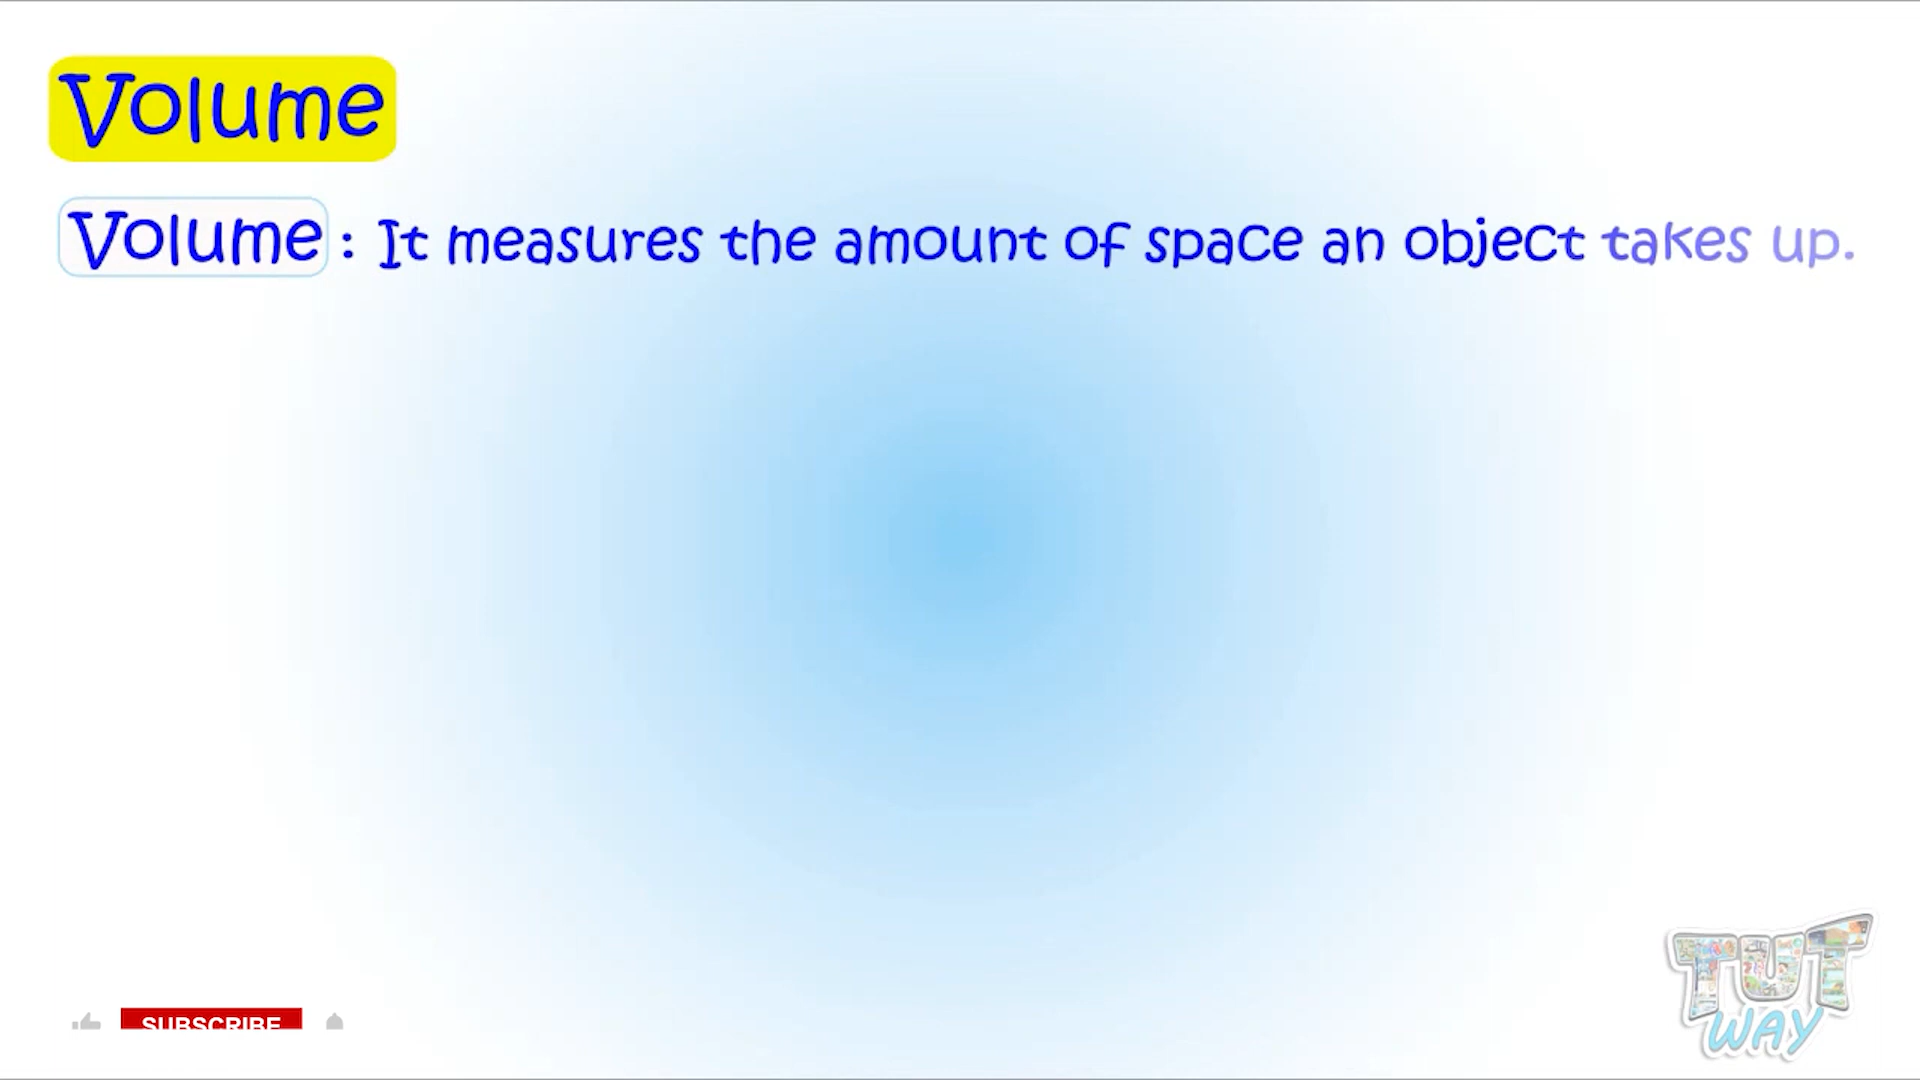 Volume
Volume : It measures the amount of space an object takes up.
SUBSCRIBE
TUT
WAY